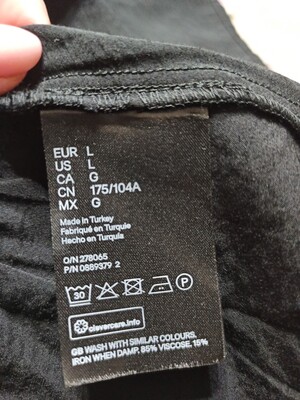 EUR L
US L
CA G
CN 175/104A
MX G
Made in Turkey
Fabriqué en Turquie
Hecho en Turquía
O/N 278065
P/N 0889379 2
30 P
clevercare.info
GB WASH WITH SIMILAR COLOURS.
IRON WHEN DAMP. 85% VISCOSE. 15%